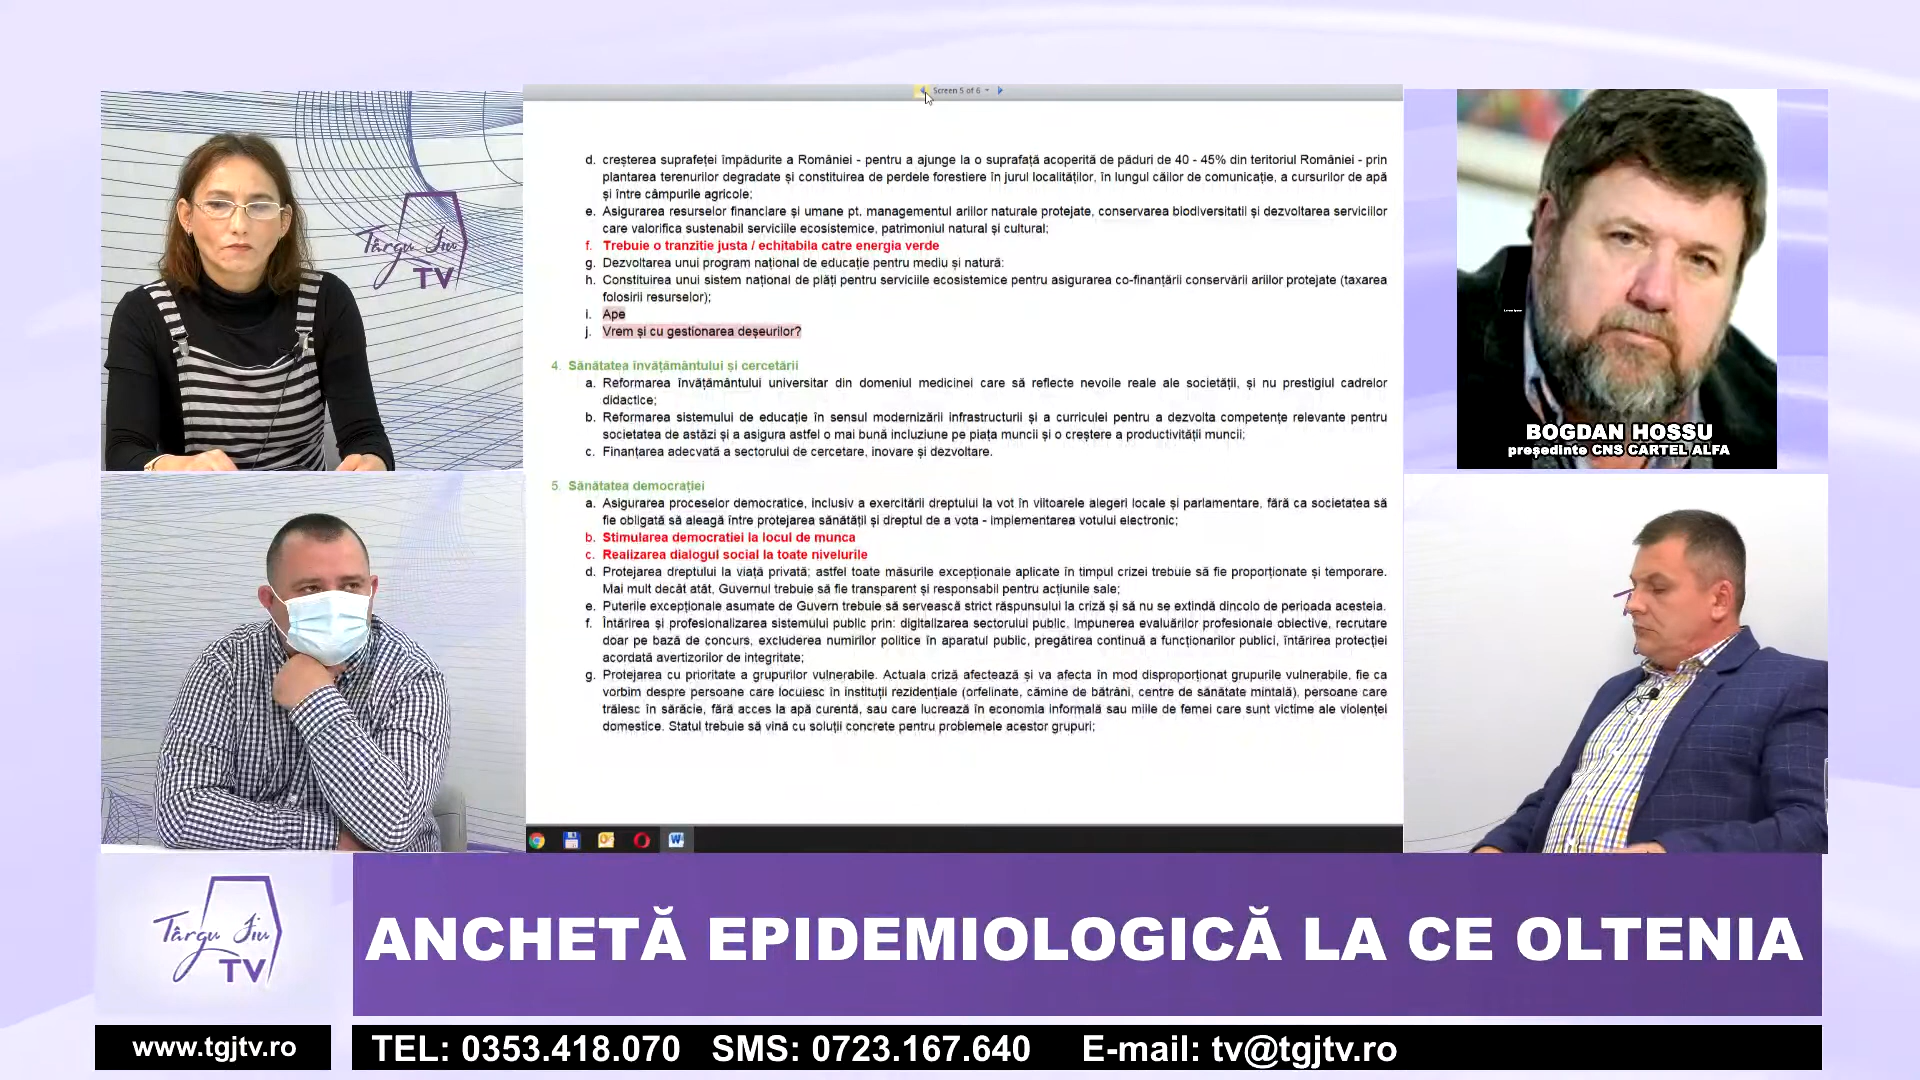 Screen 5 of 6
d. creșterea suprafeței împădurite a României - pentru a ajunge la o suprafață acoperită de păduri de 40 - 45% din teritoriul României - prin
plantarea terenurilor degradate și constituirea de perdele forestiere în jurul localităților, în lungul căilor de comunicație, a cursurilor de apă
și între câmpurile agricole;
e. Asigurarea resurselor financiare și umane pt. managementul ariilor naturale protejate, conservarea biodiversitatii și dezvoltarea serviciilor
care valorifica sustenabil serviciile ecosistemice, patrimoniul natural și cultural;
f. Trebuie o tranzitie justa / echitabila catre energia verde
g. Dezvoltarea unui program național de educație pentru mediu și natură:
h. Constituirea unui sistem național de plăți pentru serviciile ecosistemice pentru asigurarea co-finanțării conservării ariilor protejate (taxarea
folosirii resurselor);
i. Ape
j. Vrem și cu gestionarea deșeurilor?
4. Sănătatea învățământului și cercetării
a. Reformarea învățământului universitar din domeniul medicinei care să reflecte nevoile reale ale societății, și nu prestigiul cadrelor
didactice;
b. Reformarea sistemului de educație în sensul modernizării infrastructurii și a curriculei pentru a dezvolta competențe relevante pentru
societatea de astăzi și a asigura astfel o mai bună incluziune pe piața muncii și o creștere a productivității muncii;
c. Finanțarea adecvată a sectorului de cercetare, inovare și dezvoltare.
5. Sănătatea democrației
a. Asigurarea proceselor democratice, inclusiv a exercitării dreptului la vot în viitoarele alegeri locale și parlamentare, fără ca societatea să
fie obligată să aleagă între protejarea sănătății și dreptul de a vota - implementarea votului electronic;
b. Stimularea democratiei la locul de munca
c. Realizarea dialogul social la toate nivelurile
d. Protejarea dreptului la viață privată; astfel toate măsurile excepționale aplicate în timpul crizei trebuie să fie proporționate și temporare.
Mai mult decât atât, Guvernul trebuie să fie transparent și responsabil pentru acțiunile sale;
e. Puterile excepționale asumate de Guvern trebuie să servească strict răspunsului la criză și să nu se extindă dincolo de perioada acesteia.
f. Întărirea și profesionalizarea sistemului public prin: digitalizarea sectorului public, impunerea evaluărilor profesionale obiective, recrutare
doar pe bază de concurs, excluderea numirilor politice în aparatul public, pregătirea continuă a funcționarilor publici, întărirea protecției
acordată avertizorilor de integritate;
g. Protejarea cu prioritate a grupurilor vulnerabile. Actuala criză afectează și va afecta în mod disproporționat grupurile vulnerabile, fie ca
vorbim despre persoane care locuiesc în instituții rezidențiale (orfelinate, cămine de bătrâni, centre de sănătate mintală), persoane care
trăiesc în sărăcie, fără acces la apă curentă, sau care lucrează în economia informală sau miile de femei care sunt victime ale violenței
domestice. Statul trebuie să vină cu soluții concrete pentru problemele acestor grupuri;
Târgu Jiu
TV
BOGDAN HOSSU
președinte CNS CARTEL ALFA
Târgu Jiu
TV
ANCHETĂ EPIDEMIOLOGICĂ LA CE OLTENIA
www.tgjtv.ro
TEL: 0353.418.070 SMS: 0723.167.640 E-mail: tv@tgjtv.ro